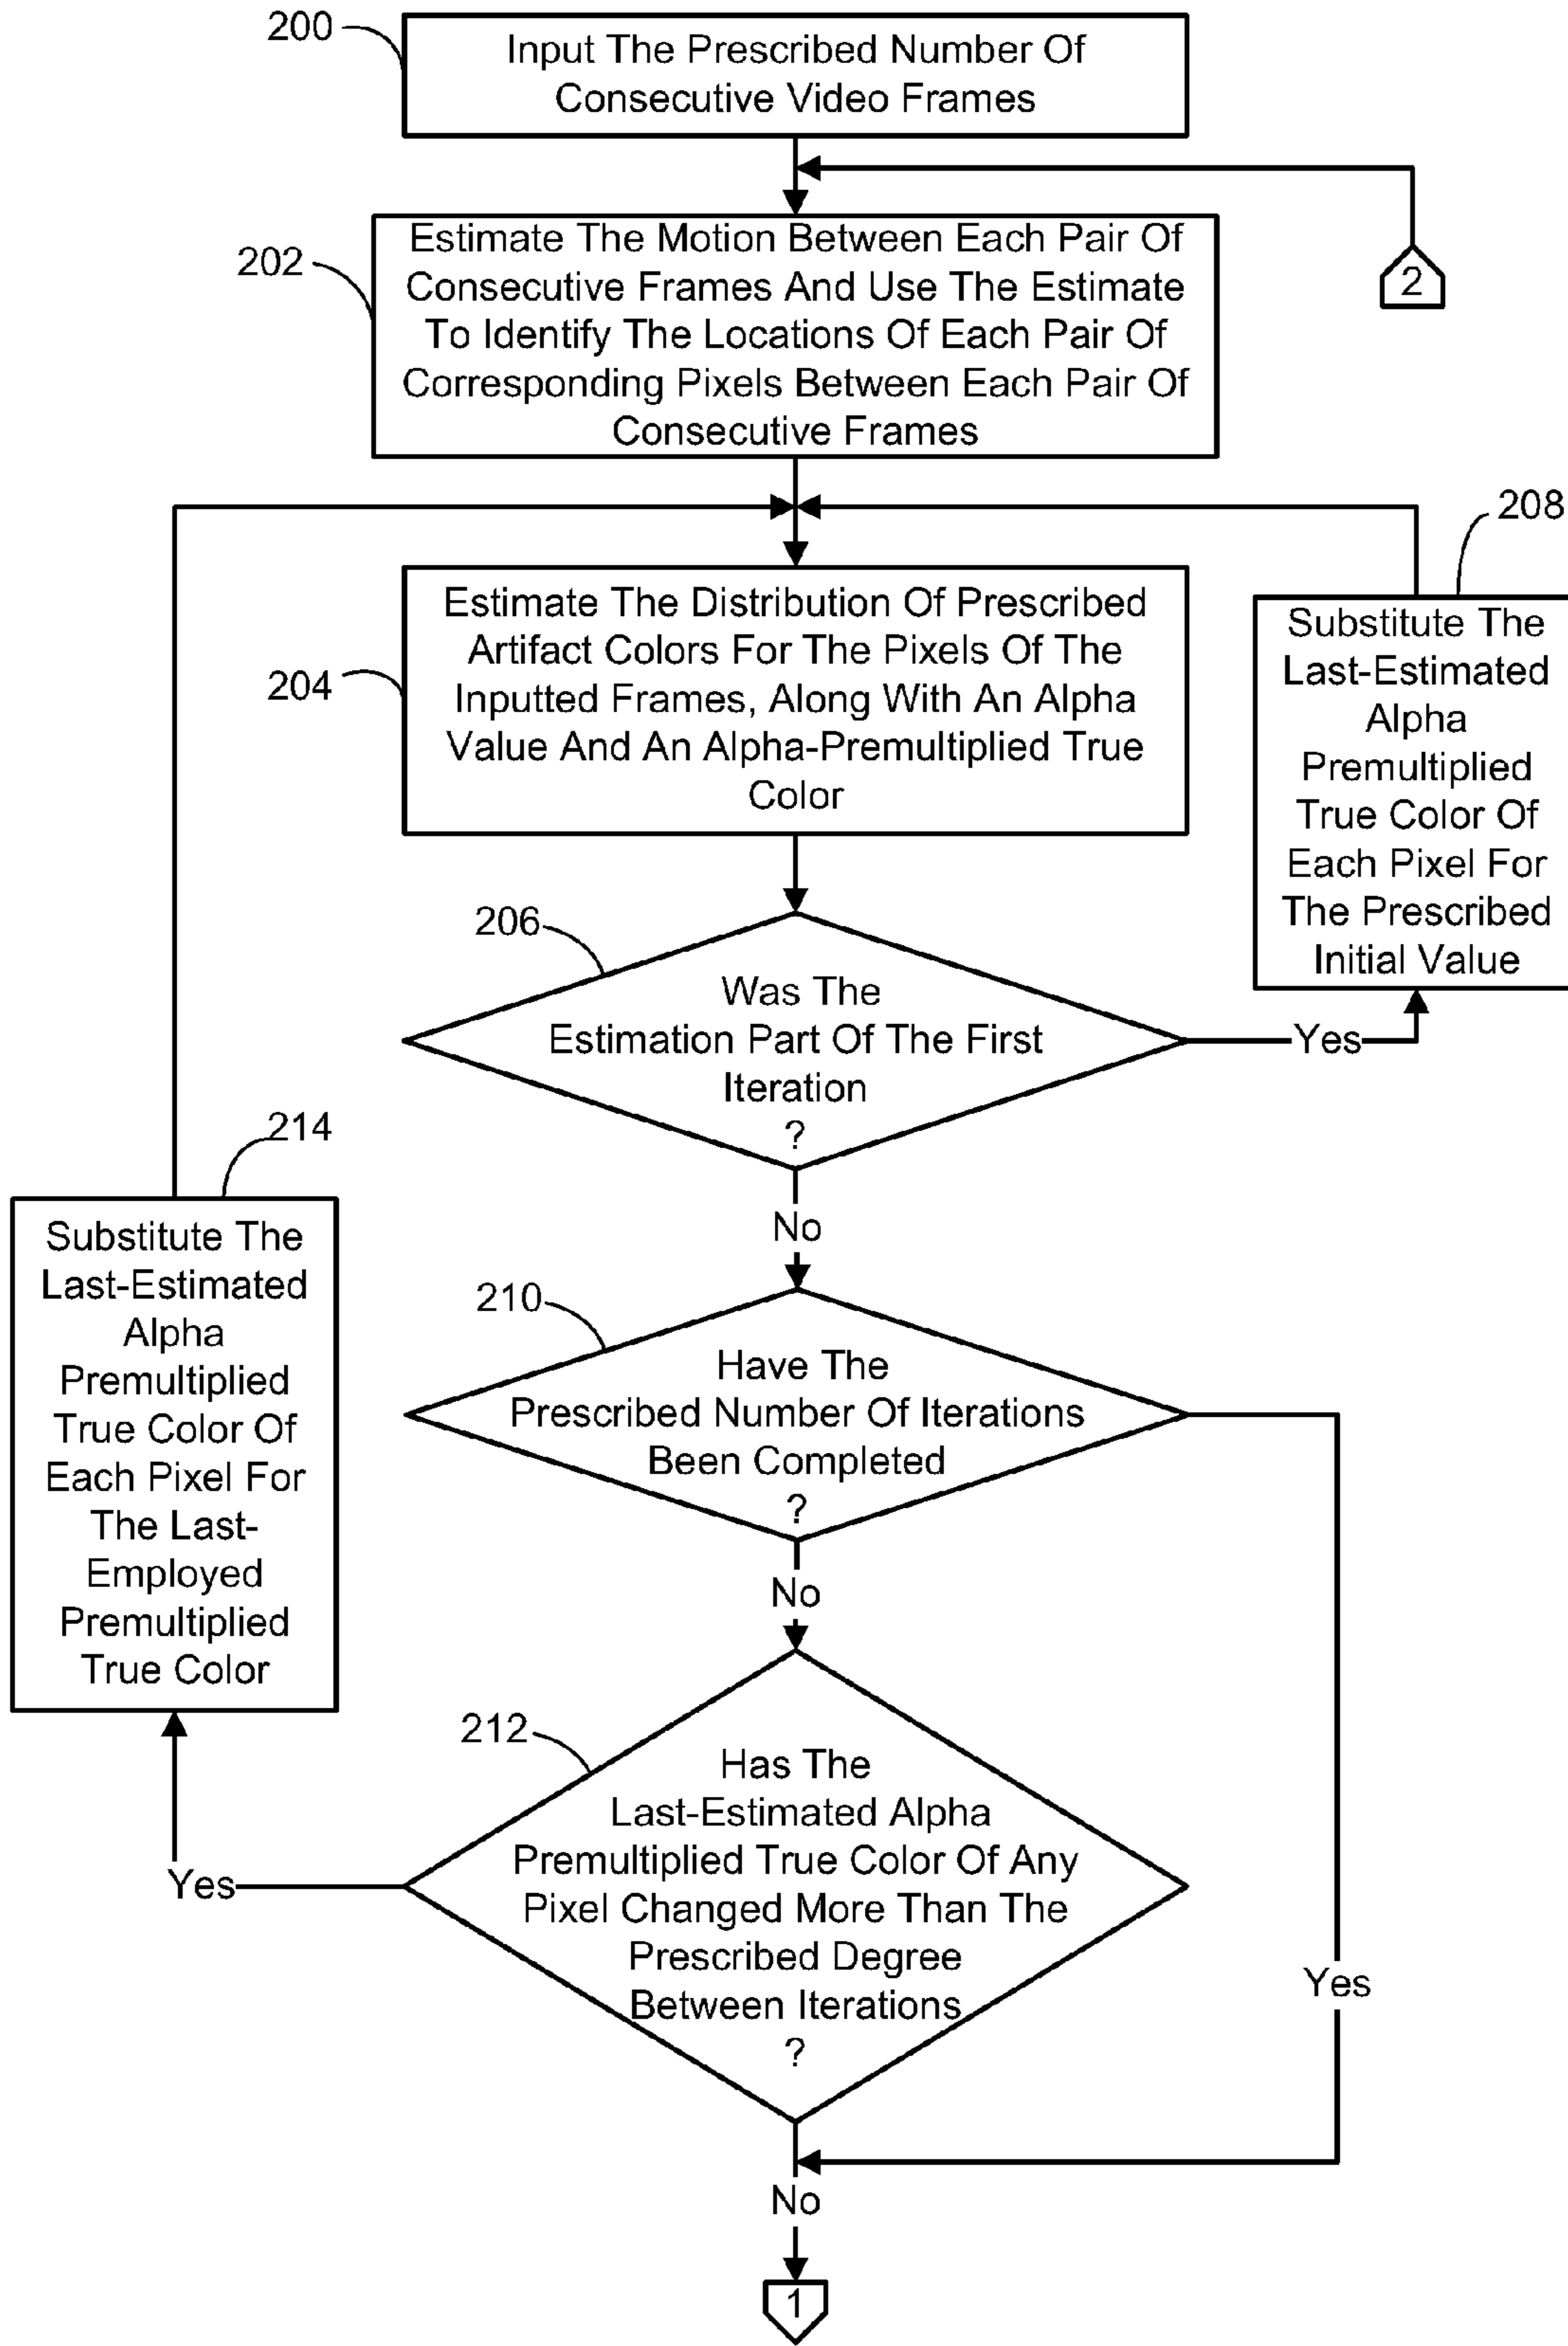 200
Input The Prescribed Number Of
Consecutive Video Frames
202
Estimate The Motion Between Each Pair Of
Consecutive Frames And Use The Estimate
To Identify The Locations Of Each Pair Of
Corresponding Pixels Between Each Pair Of
Consecutive Frames
2
204
Estimate The Distribution Of Prescribed
Artifact Colors For The Pixels Of The
Inputted Frames, Along With An Alpha
Value And An Alpha-Premultiplied True
Color
208
Substitute The
Last-Estimated
Alpha
Premultiplied
True Color Of
Each Pixel For
The Prescribed
Initial Value
206
Was The
Estimation Part Of The First
Iteration
?
Yes
No
214
Substitute The
Last-Estimated
Alpha
Premultiplied
True Color Of
Each Pixel For
The Last-
Employed
Premultiplied
True Color
210
Have The
Prescribed Number Of Iterations
Been Completed
?
No
212
Has The
Last-Estimated Alpha
Premultiplied True Color Of Any
Pixel Changed More Than The
Prescribed Degree
Between Iterations
?
Yes
Yes
No
1